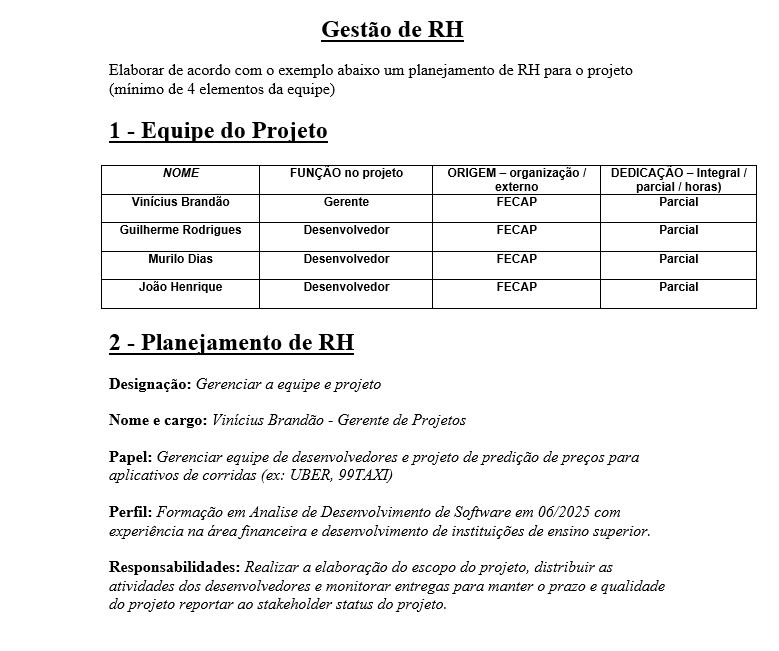 Gestão de RH
Elaborar de acordo com o exemplo abaixo um planejamento de RH para o projeto
(mínimo de 4 elementos da equipe)
1 - Equipe do Projeto
NOME FUNÇÃO no projeto ORIGEM – organização / externo DEDICAÇÃO – Integral / parcial / horas)
Vinícius Brandão Gerente FECAP Parcial
Guilherme Rodrigues Desenvolvedor FECAP Parcial
Murilo Dias Desenvolvedor FECAP Parcial
João Henrique Desenvolvedor FECAP Parcial
2 - Planejamento de RH
Designação: Gerenciar a equipe e projeto
Nome e cargo: Vinícius Brandão - Gerente de Projetos
Papel: Gerenciar equipe de desenvolvedores e projeto de predição de preços para
aplicativos de corridas (ex: UBER, 99TAXI)
Perfil: Formação em Analise de Desenvolvimento de Software em 06/2025 com
experiência na área financeira e desenvolvimento de instituições de ensino superior.
Responsabilidades: Realizar a elaboração do escopo do projeto, distribuir as
atividades dos desenvolvedores e monitorar entregas para manter o prazo e qualidade
do projeto reportar ao stakeholder status do projeto.